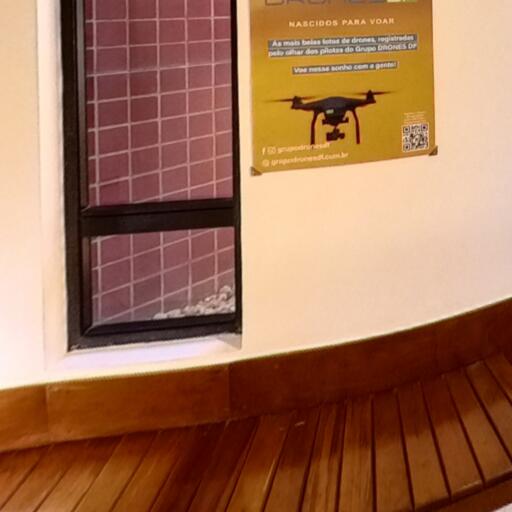 DRONES
NASCIDOS PARA VOAR
As mais belas fotos de drones, registradas
pelo olhar dos pilotos do Grupo DRONES DF
Voe nesse sonho com a gente!
grupodronesdf
grupodronesdf.com.br